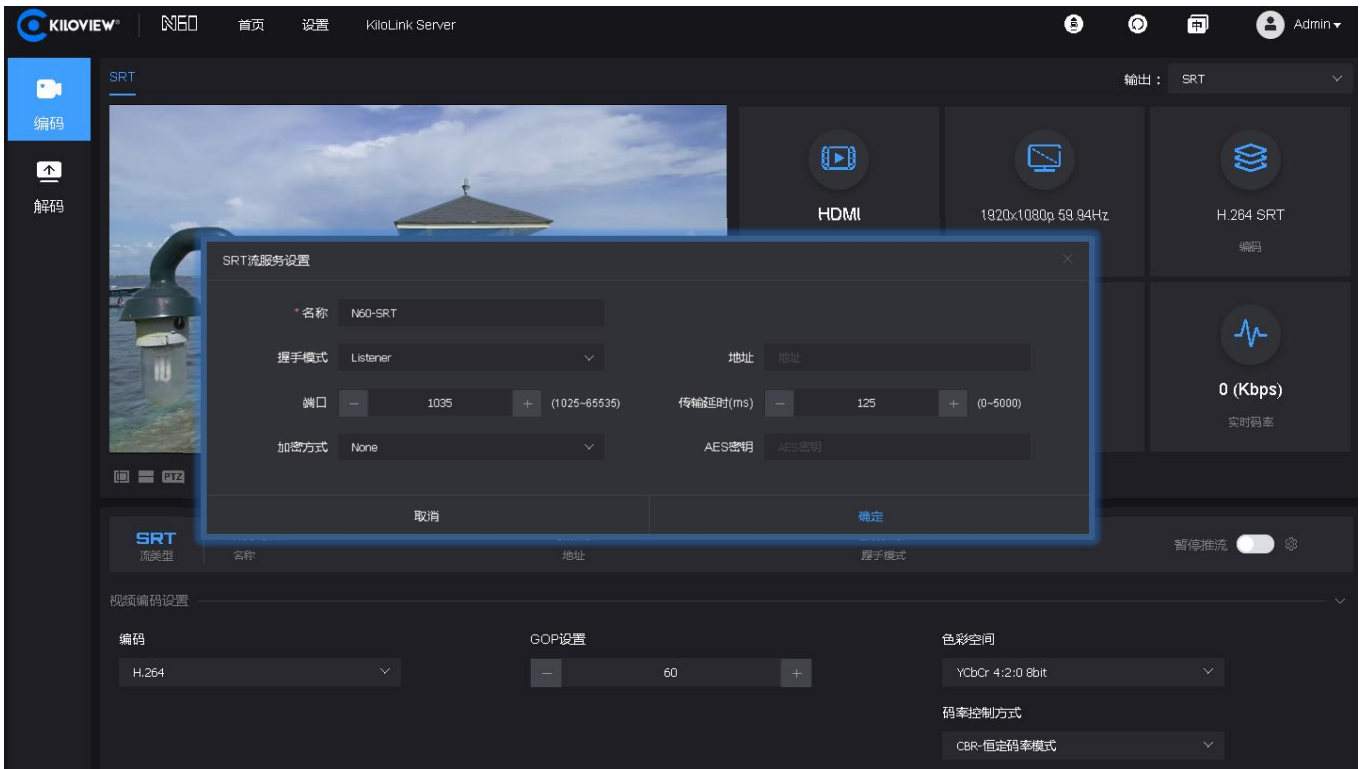 KILOVIEW® N60 首页 设置 KiloLink Server 中 Admin
编码
解码
SRT 输出： SRT
HDMI 1920x1080p 59.94Hz H.264 SRT
编码
SRT流服务设置
*名称 N60-SRT
握手模式 Listener 地址 地址
端口 － 1035 + (1025~65535) 传输延时(ms) － 125 + (0~5000)
加密方式 None AES密钥 AES密钥
取消 确定
0 (Kbps)
实时码率
PTZ
SRT
流类型 名称 地址 握手模式 暂停推流
视频编码设置
编码 GOP设置 色彩空间
H.264 － 60 + YCbCr 4:2:0 8bit
码率控制方式
CBR-恒定码率模式